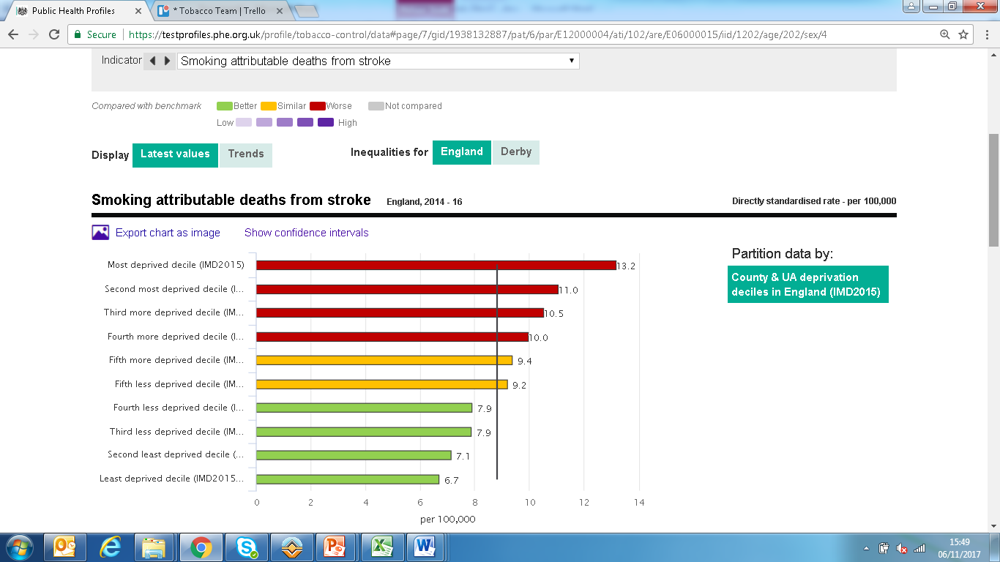 Public Health Profiles
* Tobacco Team | Trello
Secure
https://testprofiles.phe.org.uk/profile/tobacco-control/data#page/7/gid/1938132887/pat/6/par/E12000004/ati/102/are/E06000015/iid/1202/age/202/sex/4
Indicator
Smoking attributable deaths from stroke
Compared with benchmark
Better Similar Worse Not compared
Low High
Display Latest values Trends
Inequalities for England Derby
Smoking attributable deaths from stroke England, 2014 - 16 Directly standardised rate - per 100,000
Export chart as image Show confidence intervals
Partition data by:
County & UA deprivation
deciles in England (IMD2015)
Most deprived decile (IMD2015) 13.2
Second most deprived decile (I... 11.0
Third more deprived decile (IM... 10.5
Fourth more deprived decile (I... 10.0
Fifth more deprived decile (IM... 9.4
Fifth less deprived decile (IM... 9.2
Fourth less deprived decile (I... 7.9
Third less deprived decile (IM... 7.9
Second least deprived decile (... 7.1
Least deprived decile (IMD2015... 6.7
0 2 4 6 8 10 12 14
per 100,000
15:49
06/11/2017